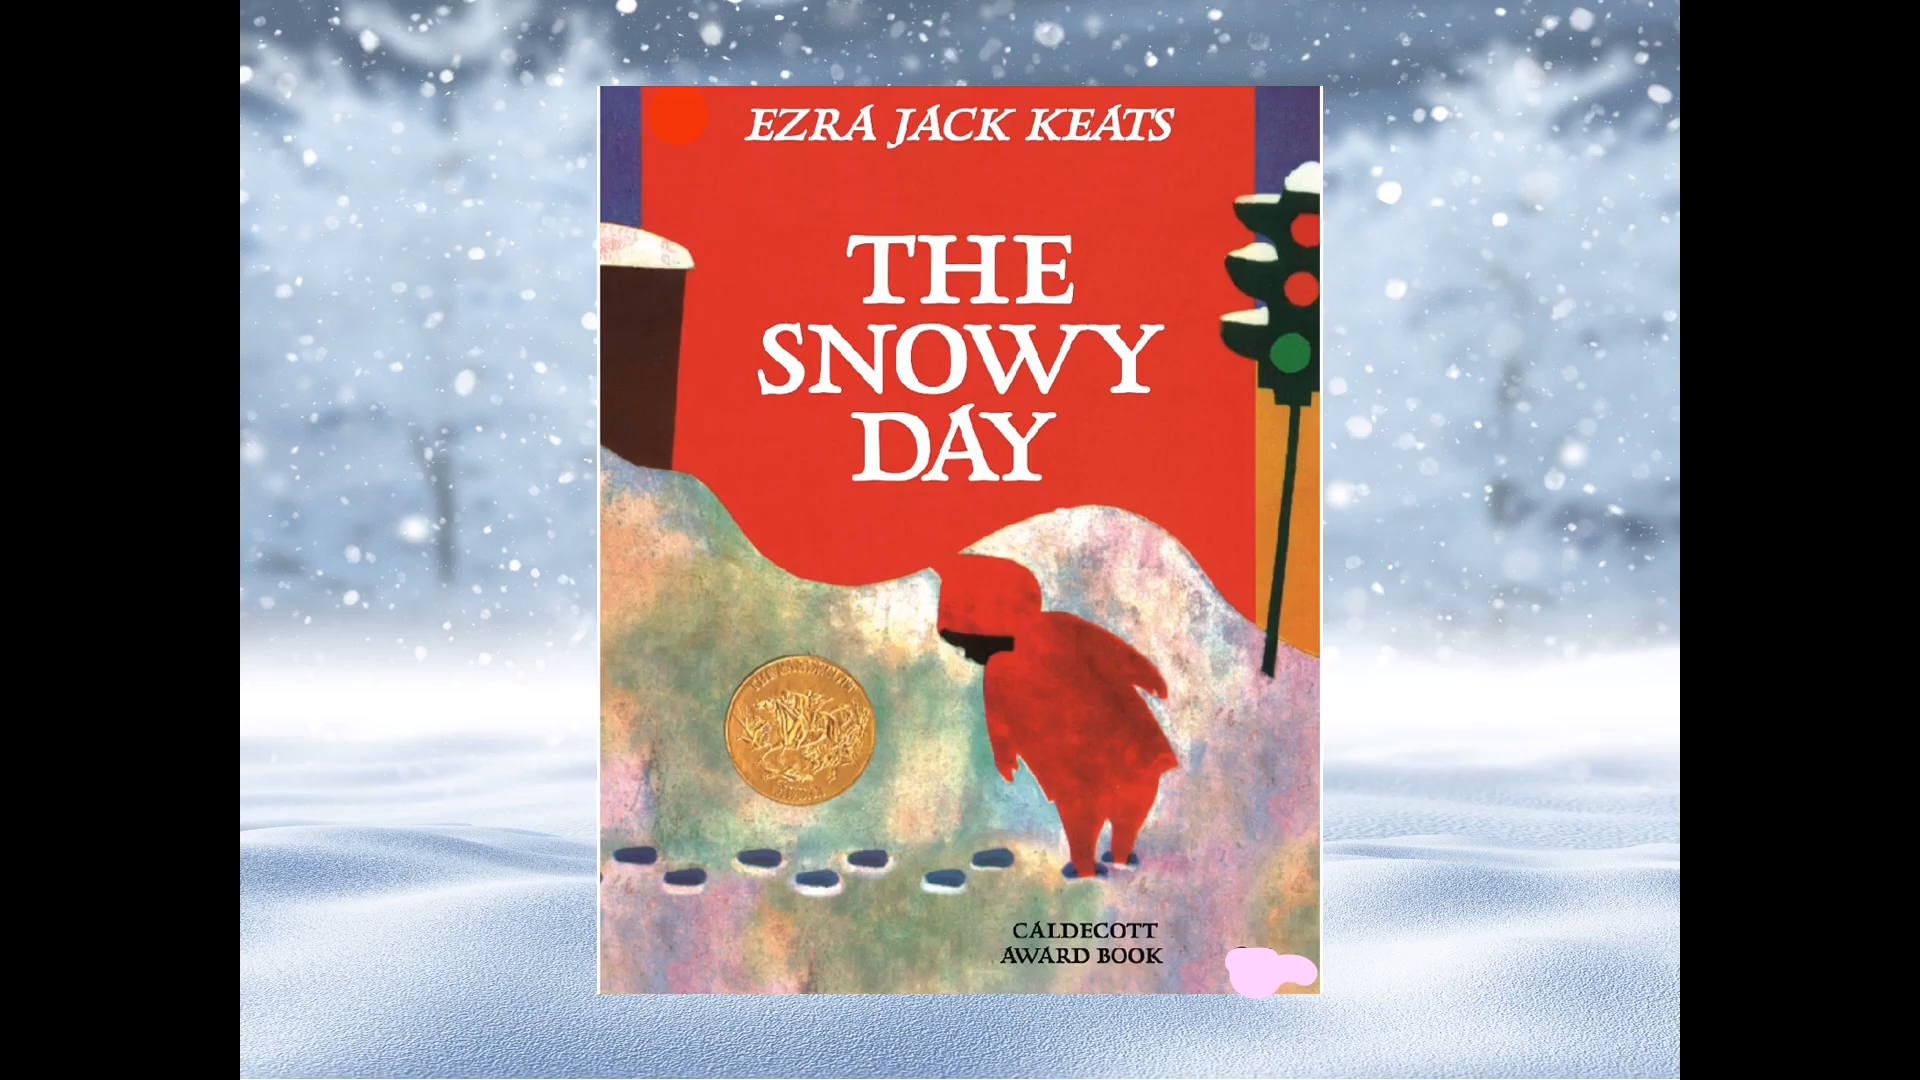 EZRA JACK KEATS
THE
SNOWY
DAY
CALDECOTT
AWARD BOOK